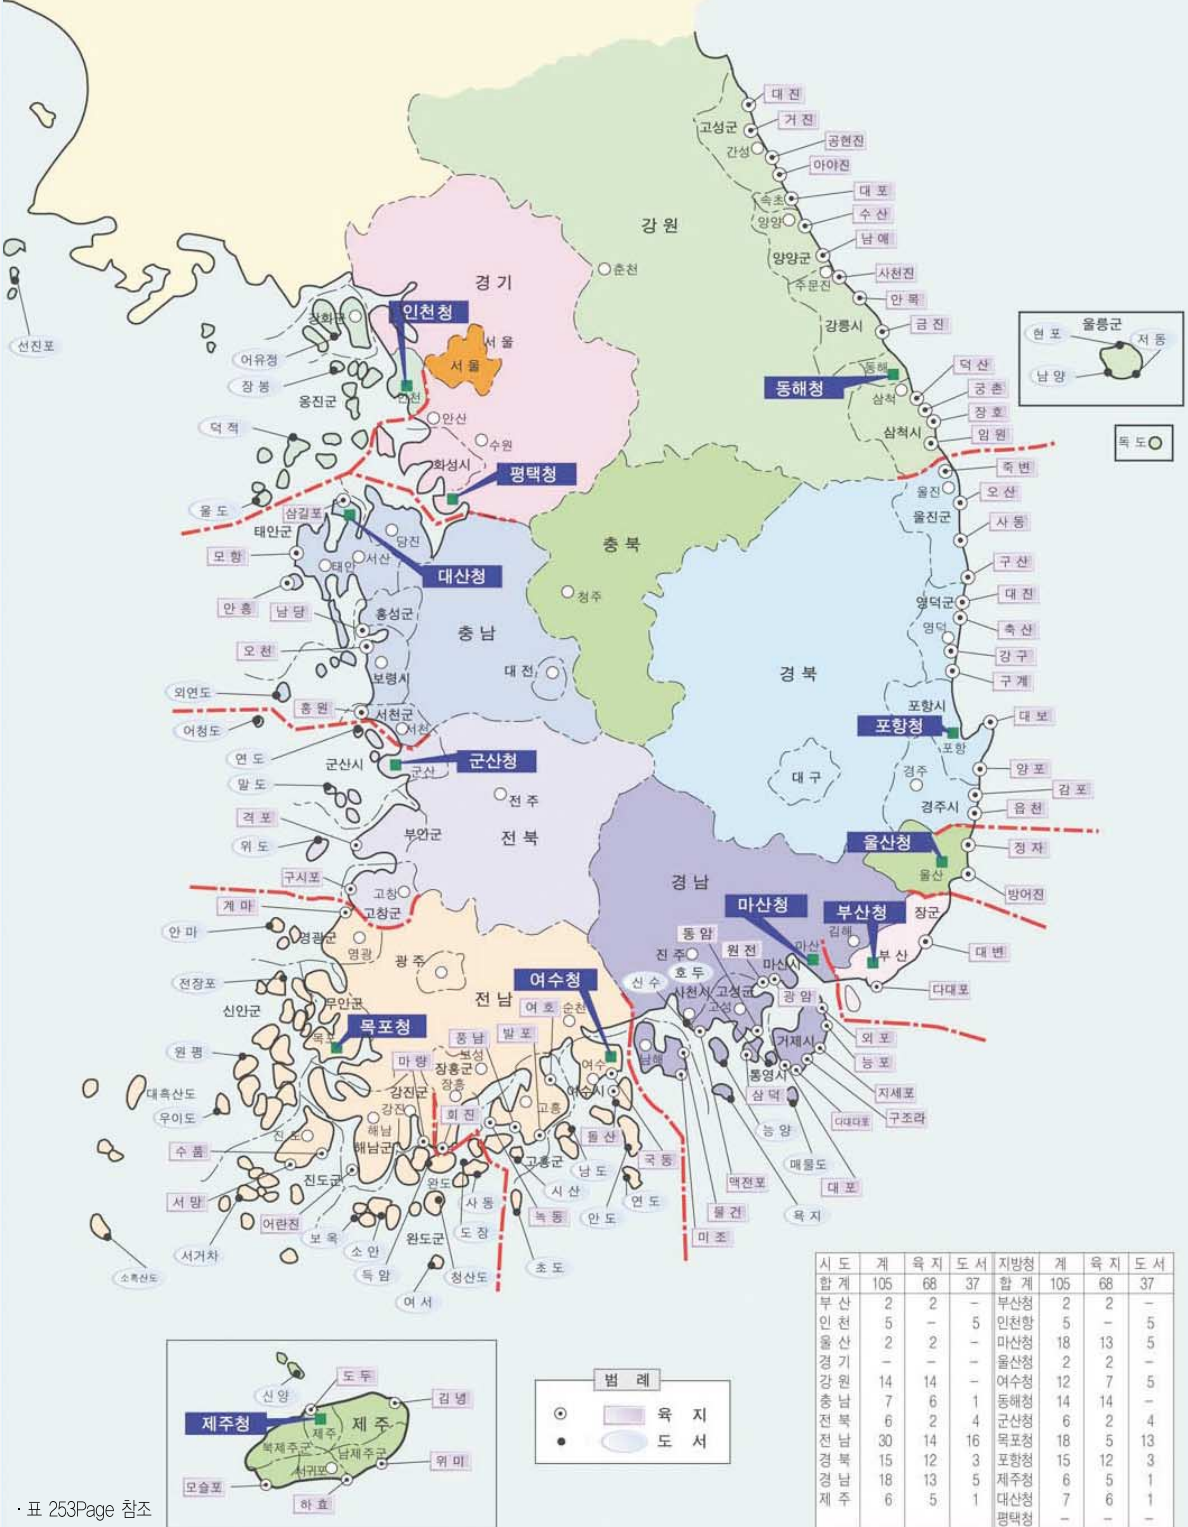 대 진
고성군
거 진
간성
공현진
아야진
속초
대 포
양양
수 산
강 원
남 애
양양군
춘천
사천진
주문진
안 목
경 기
강화군
인천청
강릉시
금 진
선진포
어유정
서 울
서 울
장 봉
인천
옹진군
동해
동해청
덕 산
삼척
궁 촌
장 호
삼척시
임 원
울릉군
현 포
저 동
남 양
독 도
덕 적
안산
수원
화성시
평택청
울 도
삼길포
태안군
당진
모 항
서산
태안
대산청
안 흥
남 당
홍성군
오 천
충 남
대 전
보령시
외연도
홍 원
서천군
서천
어청도
충 북
청주
죽 변
울진
오 산
울진군
사 동
구 산
영덕군
대 진
축 산
영덕
강 구
구 계
경 북
포항시
대 보
포항청
포항
대 구
경주
양 포
감 포
경주시
읍 천
연 도
군산시
군산청
군산
말 도
전 주
격 포
부안군
전 북
위 도
구시포
고창
계 마
고창군
울산청
정 자
울산
방어진
경 남
마산청
부산청
장군
동 암
원 전
마산
김해
대 변
진 주
마산시
부 산
신 수
호 두
사천시
고성군
고성
광 암
다대포
안 마
영광군
영광
광 주
전장포
신안군
무안군
전 남
여수청
여 호
순천
목포
목포청
풍 남
발 포
원 평
마 량
보성
장흥군
장흥
여수
여수시
남해
거제시
외 포
능 포
통영시
대흑산도
우이도
강진군
강진
회 진
고흥
삼 덕
지세포
다대다포
구조라
진 도
해남
수 품
해남군
돌 산
능 양
진도군
고흥군
낭 도
국 동
매물도
서 망
완도
시 산
맥전포
대 포
어란진
사 동
녹 동
안 도
연 도
물 건
욕 지
서거차
보 옥
소 안
완도군
도 장
미 조
소흑산도
득 암
청산도
초 도
여 서
신 양
도 두
김 녕
제주청
제주
제 주
북제주군
남제주군
서귀포
위 미
모슬포
하 효
범 례
육 지
도 서
시 도 계 육 지 도 서 지방청 계 육 지 도 서
합 계 105 68 37 합 계 105 68 37
부 산 2 2 － 부산청 2 2 －
인 천 5 － 5 인천항 5 － 5
울 산 2 2 － 마산청 18 13 5
경 기 － － － 울산청 2 2 －
강 원 14 14 － 여수청 12 7 5
충 남 7 6 1 동해청 14 14 －
전 북 6 2 4 군산청 6 2 4
전 남 30 14 16 목포청 18 5 13
경 북 15 12 3 포항청 15 12 3
경 남 18 13 5 제주청 6 5 1
제 주 6 5 1 대산청 7 6 1
평택청 － － －
· 표 253Page 참조